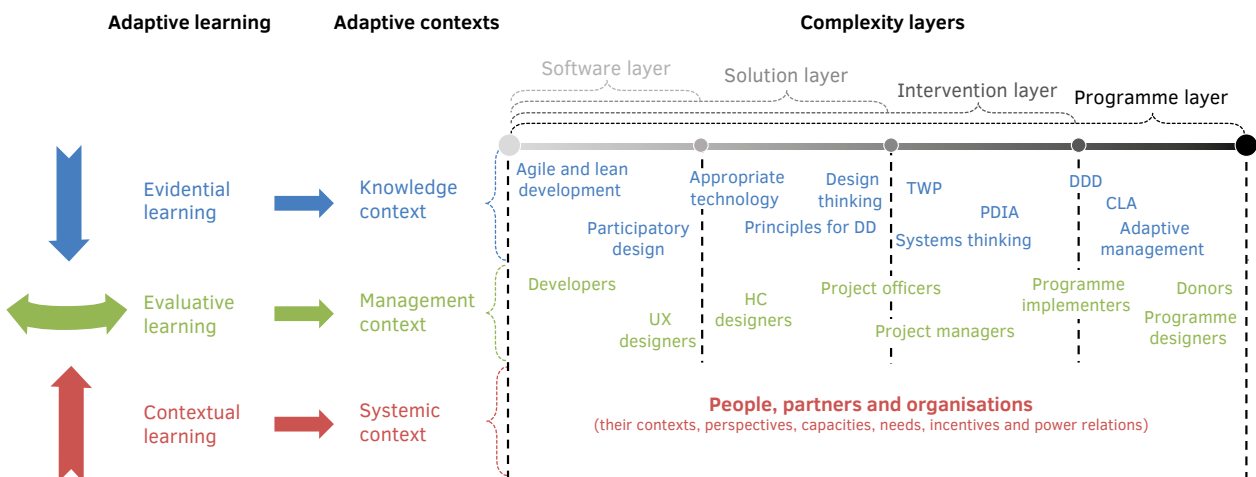 Adaptive learning
Adaptive contexts
Complexity layers
Software layer
Solution layer
Intervention layer
Programme layer
Evidential
learning
Knowledge
context
Agile and lean
development
Participatory
design
Appropriate
technology
Design
thinking
Principles for DD
TWP
PDIA
Systems thinking
DDD
CLA
Adaptive
management
Evaluative
learning
Management
context
Developers
UX
designers
HC
designers
Project officers
Project managers
Programme
implementers
Donors
Programme
designers
Contextual
learning
Systemic
context
People, partners and organisations
(their contexts, perspectives, capacities, needs, incentives and power relations)